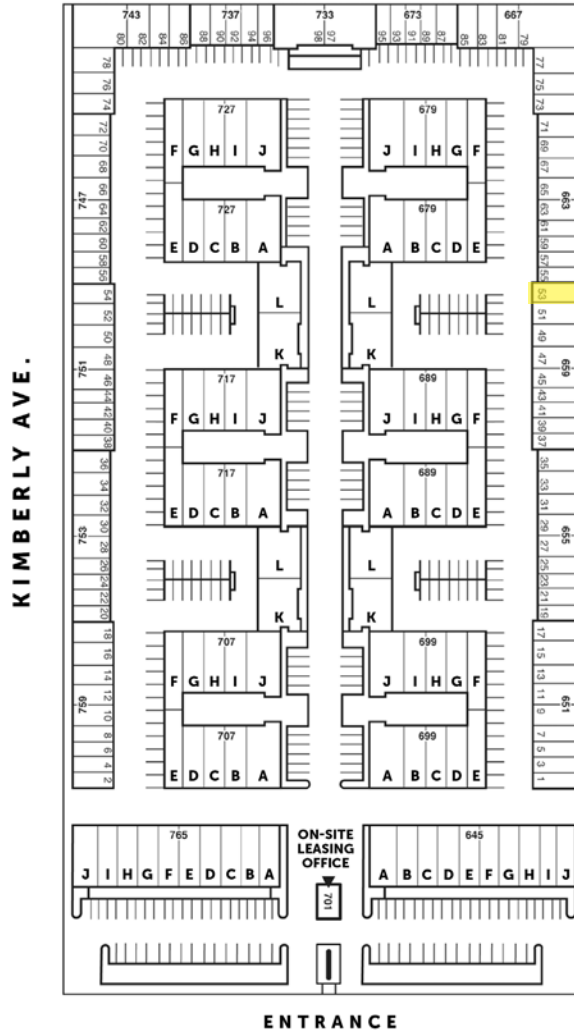 743 737 733 673 667
80 82 84 86 88 90 92 94 96 98 97 95 93 91 89 87 85 83 81 79
78 77
76 75
74 73
72 71
70 69
68 67
66 65
64 63
62 61
60 59
58 57
56 55
747 663
727 679
F G H I J J I H G F
727 679
E D C B A A B C D E
54 53
52 51
50 49
48 47
46 45
44 43
42 41
40 39
38 37
751 659
L L
K K
717 689
F G H I J J I H G F
717 689
E D C B A A B C D E
36 35
34 33
32 31
30 29
28 27
26 25
24 23
22 21
20 19
753 655
L L
K K
707 699
F G H I J J I H G F
707 699
E D C B A A B C D E
18 17
16 15
14 13
12 11
10 9
8 7
6 5
4 3
2 1
759 651
KIMBERLY AVE.
765
J I H G F E D C B A
ON-SITE
LEASING
OFFICE
701
645
A B C D E F G H I J
ENTRANCE